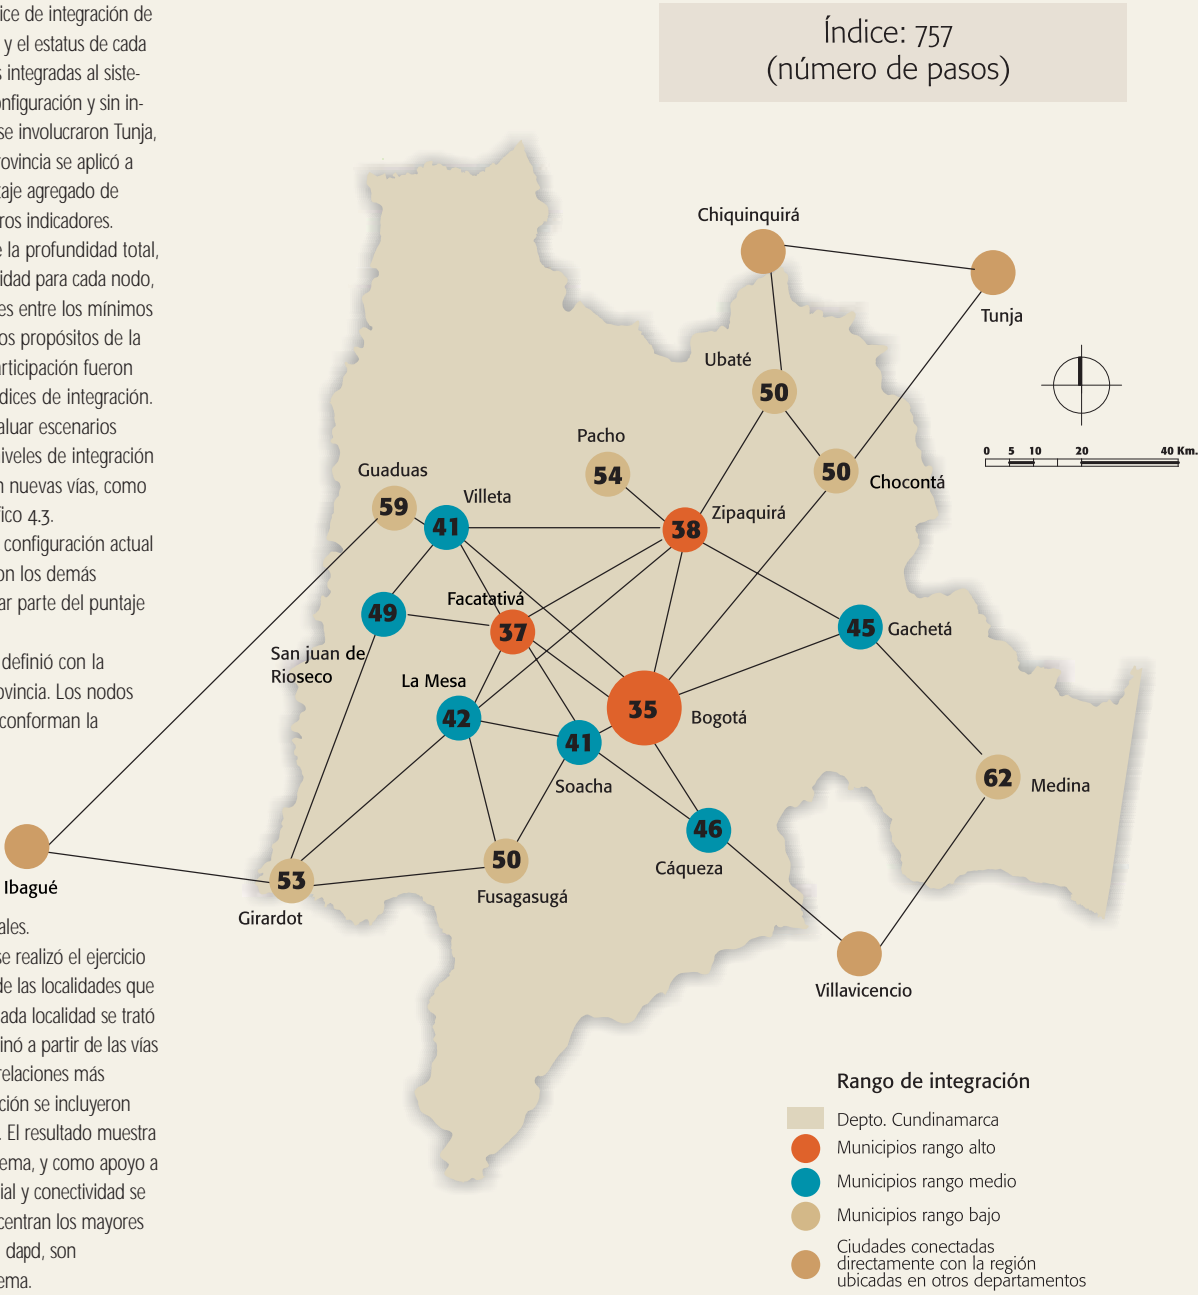 ice de integración de
y el estatus de cada
s integradas al siste-
onfiguración y sin in-
se involucraron Tunja,
rovincia se aplicó a
taje agregado de
ros indicadores.
e la profundidad total,
idad para cada nodo,
es entre los mínimos
os propósitos de la
articipación fueron
dices de integración.
aluar escenarios
niveles de integración
n nuevas vías, como
fico 4.3.
configuración actual
on los demás
ar parte del puntaje
definió con la
ovincia. Los nodos
conforman la
Índice: 757
(número de pasos)
Chiquinquirá
Tunja
Ubaté
50
Pacho
54
50
Chocontá
0 5 10 20 40 Km.
Guaduas
59
Villeta
41
Zipaquirá
38
49
San juan de
Rioseco
Facatativá
37
45
Gachetá
La Mesa
42
35
Bogotá
41
Soacha
62
Medina
46
Cáqueza
50
Fusagasugá
53
Girardot
Ibagué
Villavicencio
ales.
se realizó el ejercicio
de las localidades que
ada localidad se trató
inó a partir de las vías
relaciones más
ción se incluyeron
. El resultado muestra
ema, y como apoyo a
ial y conectividad se
centran los mayores
dapd, son
ema.
Rango de integración
Depto. Cundinamarca
Municipios rango alto
Municipios rango medio
Municipios rango bajo
Ciudades conectadas
directamente con la región
ubicadas en otros departamentos